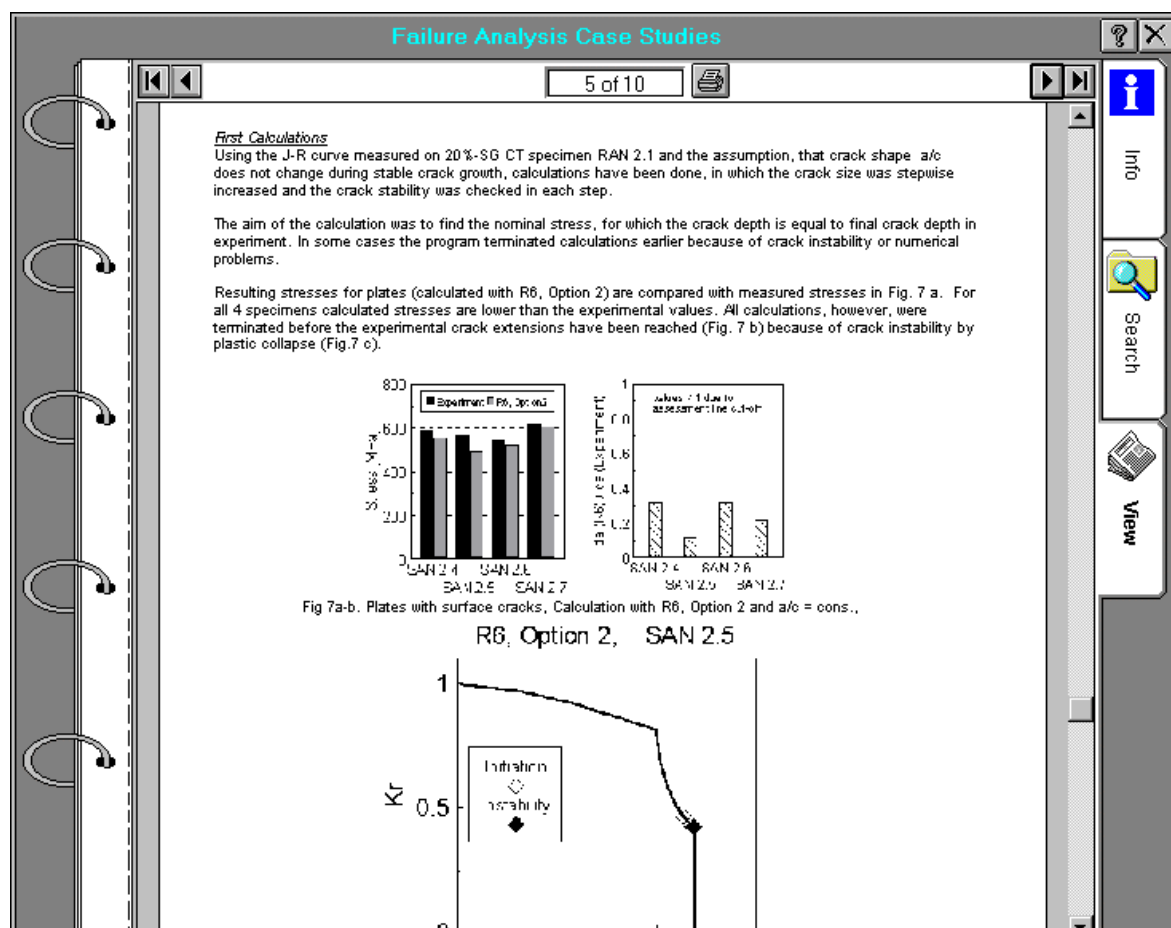 Failure Analysis Case Studies
5 of 10
Info
Search
View
First Calculations
Using the J-R curve measured on 20%-SG CT specimen RAN 2.1 and the assumption, that crack shape a/c
does not change during stable crack growth, calculations have been done, in which the crack size was stepwise
increased and the crack stability was checked in each step.
The aim of the calculation was to find the nominal stress, for which the crack depth is equal to final crack depth in
experiment. In some cases the program terminated calculations earlier because of crack instability or numerical
problems.
Resulting stresses for plates (calculated with R6, Option 2) are compared with measured stresses in Fig. 7 a. For
all 4 specimens calculated stresses are lower than the experimental values. All calculations, however, were
terminated before the experimental crack extensions have been reached (Fig. 7 b) because of crack instability by
plastic collapse (Fig.7 c).
800
600
400
200
0
Experiment R6, Option2
SAN 2.4 SAN 2.6
SAN 2.5 SAN 2.7
1
0.8
0.6
0.4
0.2
0
due to
assessment line cut-off
SAN 2.4 SAN 2.6
SAN 2.5 SAN 2.7
Fig 7a-b. Plates with surface cracks, Calculation with R6, Option 2 and a/c = cons.,
R6, Option 2, SAN 2.5
1
Kr
0.5
Initiation
Instability